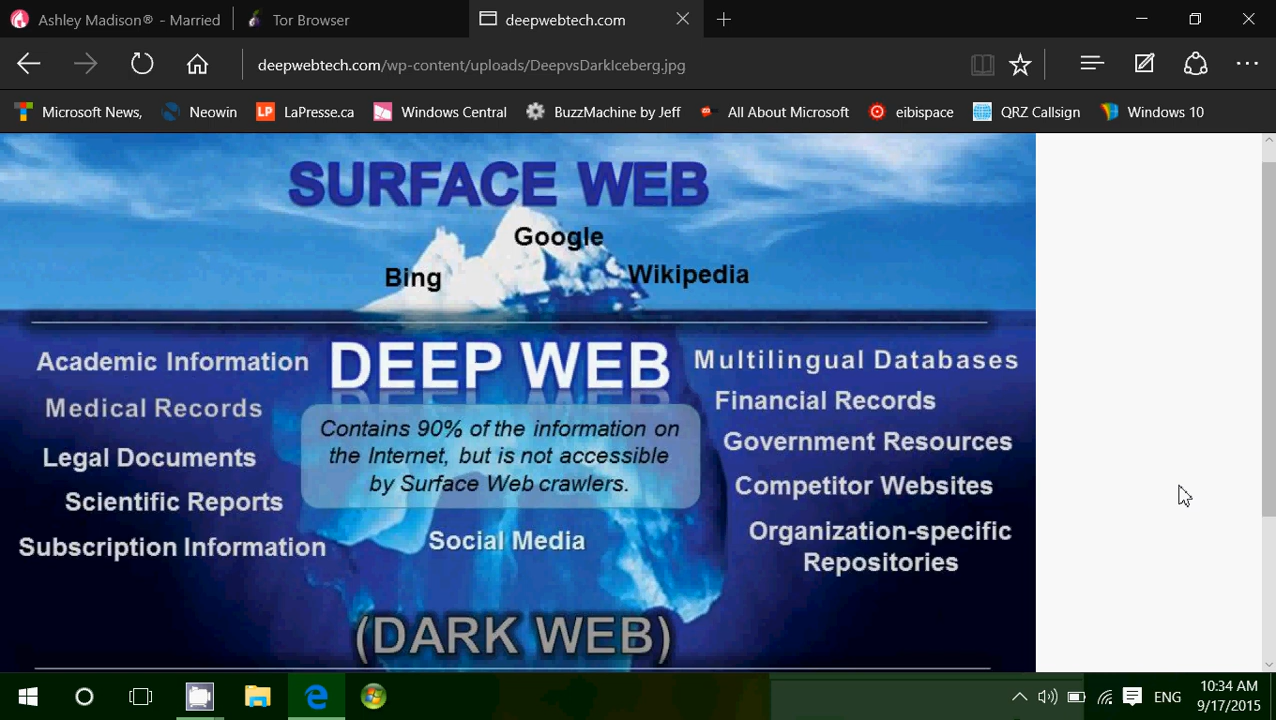 Ashley Madison® - Married
Tor Browser
deepwebtech.com
deepwebtech.com/wp-content/uploads/DeepvsDarkIceberg.jpg
Microsoft News,
Neowin
LP
LaPresse.ca
Windows Central
BuzzMachine by Jeff
All About Microsoft
eibispace
QRZ Callsign
Windows 10
SURFACE WEB
Google
Bing
Wikipedia
DEEP WEB
Academic Information
Medical Records
Legal Documents
Scientific Reports
Subscription Information
Contains 90% of the information on
the Internet, but is not accessible
by Surface Web crawlers.
Social Media
Multilingual Databases
Financial Records
Government Resources
Competitor Websites
Organization-specific
Repositories
(DARK WEB)
ENG
10:34 AM
9/17/2015